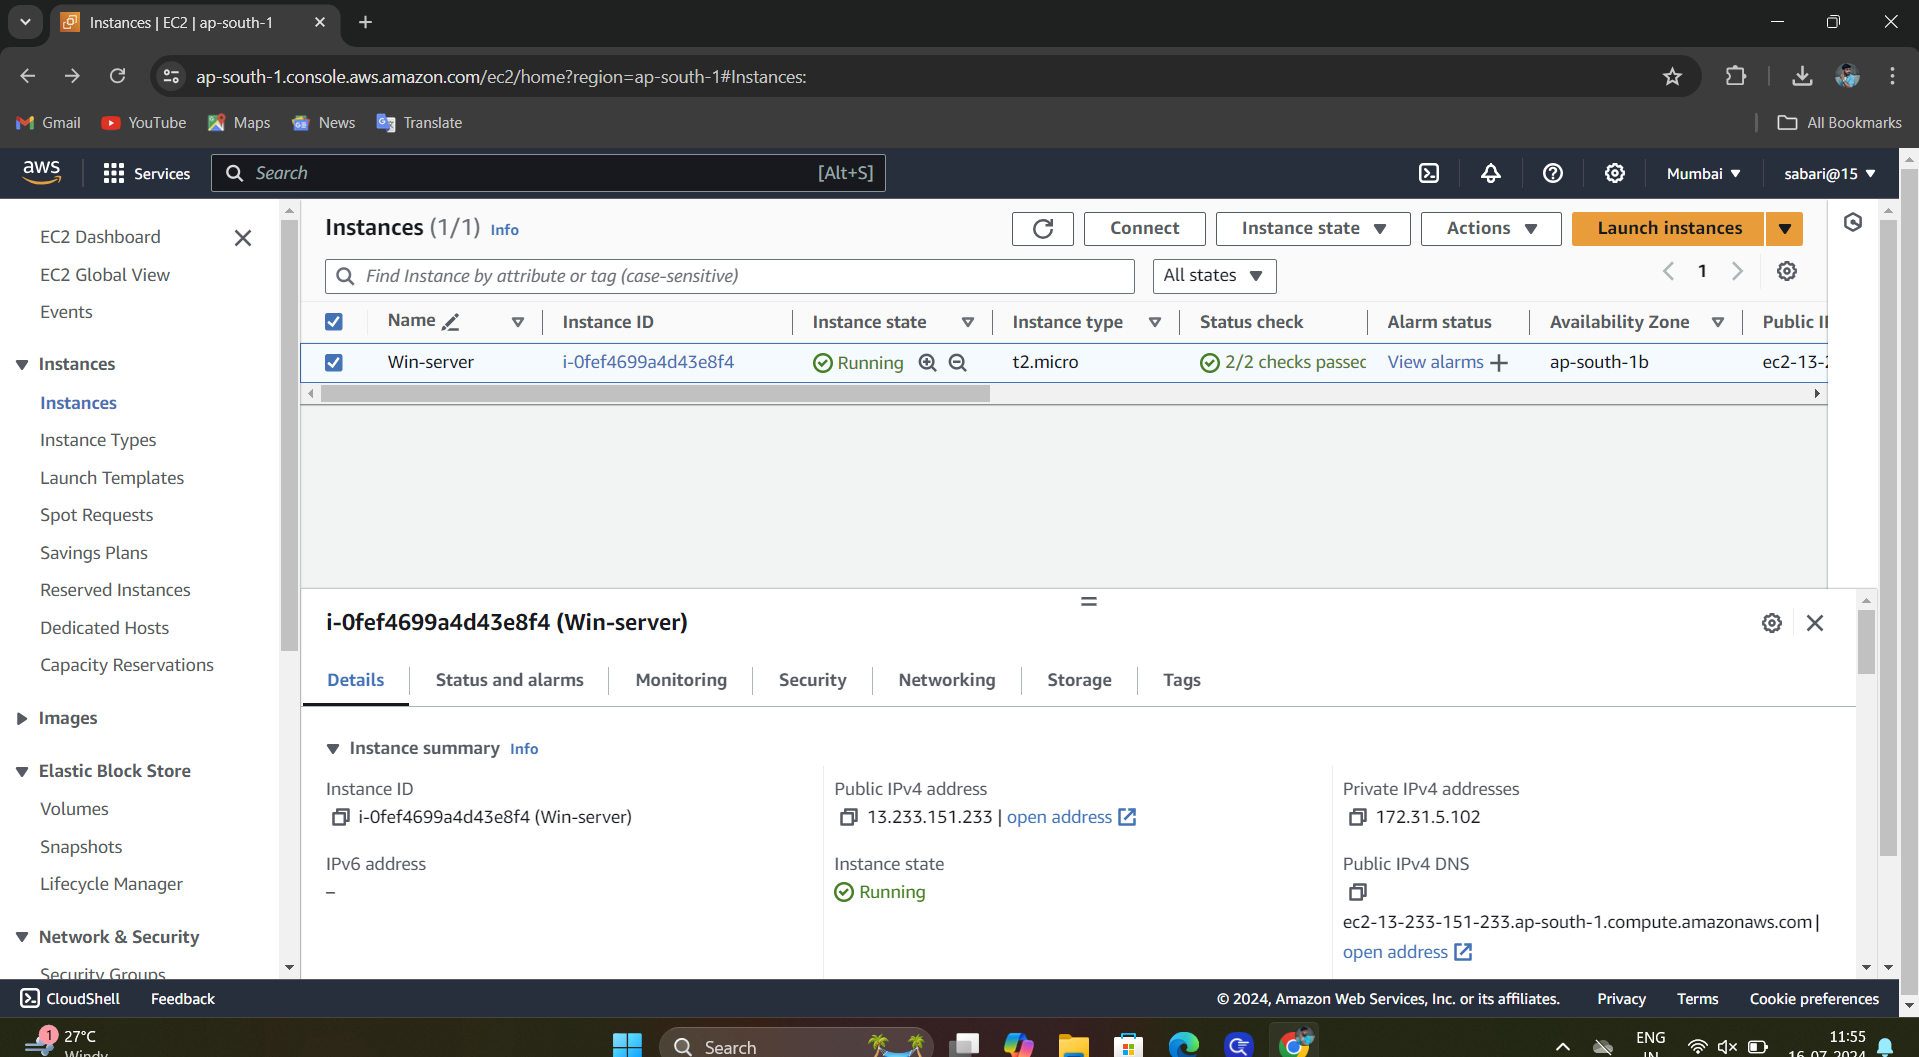 Instances | EC2 | ap-south-1
ap-south-1.console.aws.amazon.com/ec2/home?region=ap-south-1#Instances:
Gmail YouTube Maps News Translate All Bookmarks
aws Services Search [Alt+S] Mumbai sabari@15
EC2 Dashboard
EC2 Global View
Events
Instances
Instances
Instance Types
Launch Templates
Spot Requests
Savings Plans
Reserved Instances
Dedicated Hosts
Capacity Reservations
Images
Elastic Block Store
Volumes
Snapshots
Lifecycle Manager
Network & Security
Security Groups
Instances (1/1) Info Connect Instance state Actions Launch instances
Find Instance by attribute or tag (case-sensitive) All states 1
Name Instance ID Instance state Instance type Status check Alarm status Availability Zone Public
Win-server i-0fef4699a4d43e8f4 Running t2.micro 2/2 checks passed View alarms ap-south-1b ec2-13-
i-0fef4699a4d43e8f4 (Win-server)
Details Status and alarms Monitoring Security Networking Storage Tags
Instance summary Info
Instance ID
i-0fef4699a4d43e8f4 (Win-server)
IPv6 address
–
Public IPv4 address
13.233.151.233 | open address
Instance state
Running
Private IPv4 addresses
172.31.5.102
Public IPv4 DNS
ec2-13-233-151-233.ap-south-1.compute.amazonaws.com |
open address
CloudShell Feedback © 2024, Amazon Web Services, Inc. or its affiliates. Privacy Terms Cookie preferences
1 27°C
Windy
Search
ENG
IN
11:55
16-07-2024